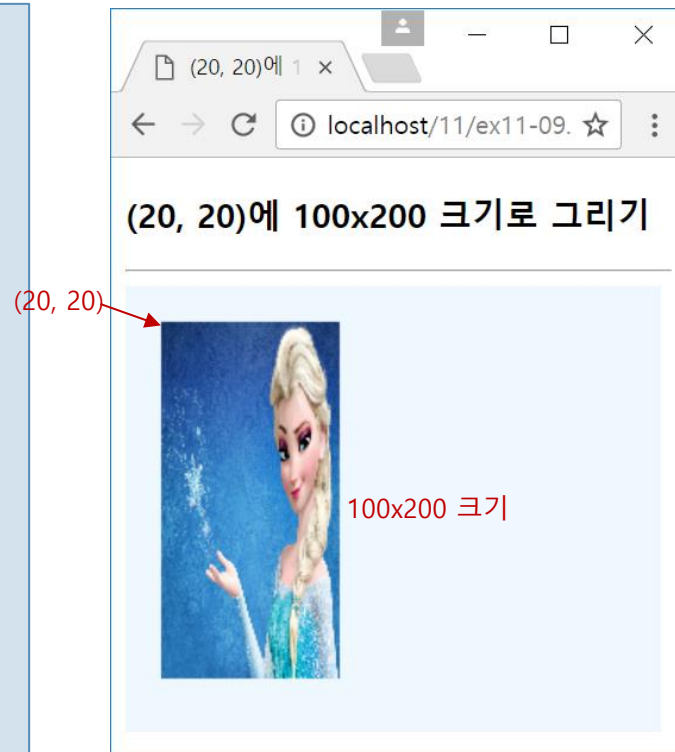 (20, 20)에 1
localhost/11/ex11-09.
(20, 20)에 100x200 크기로 그리기
(20, 20)
100x200 크기